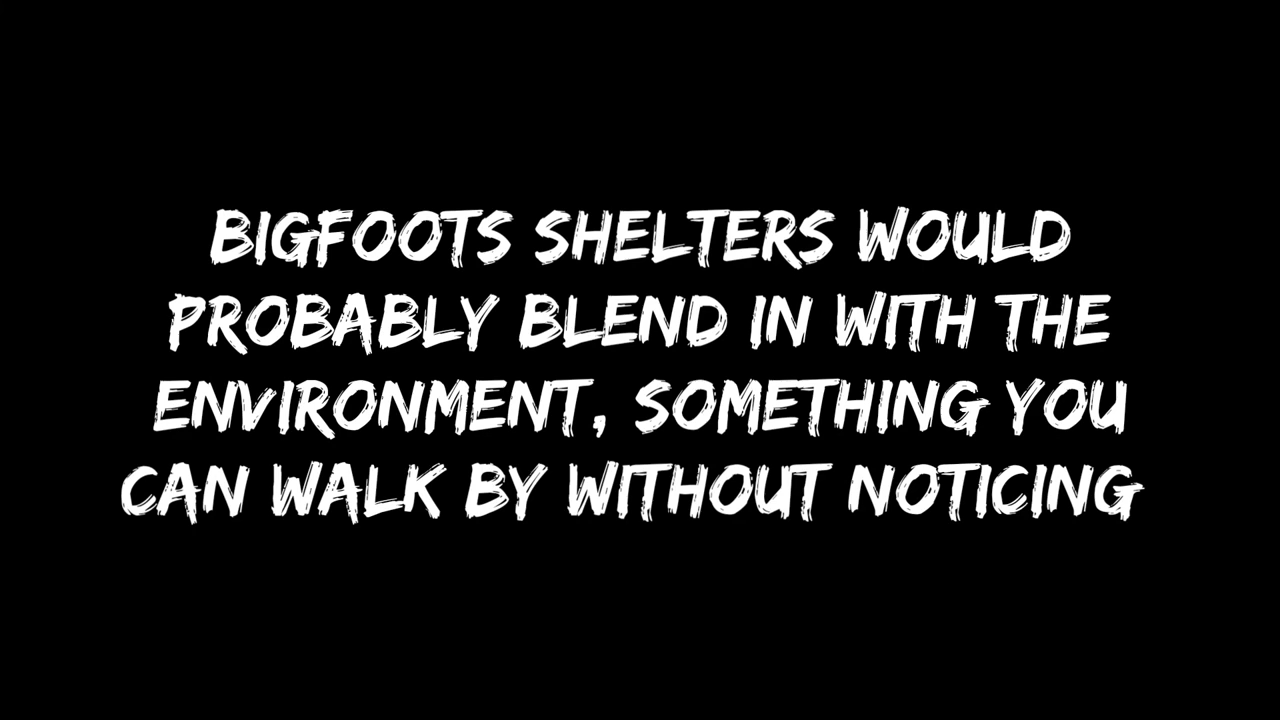 BIGFOOTS SHELTERS WOULD
PROBABLY BLEND IN WITH THE
ENVIRONMENT, SOMETHING YOU
CAN WALK BY WITHOUT NOTICING